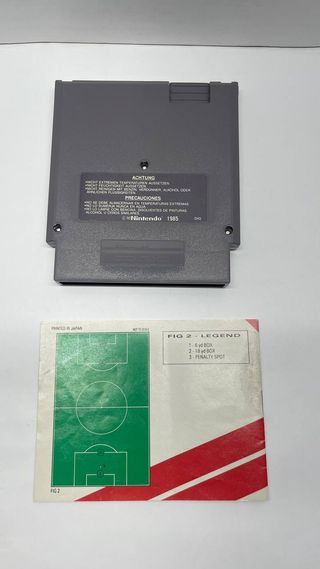 ACHTUNG
•NICHT EXTREMEN TEMPERATUREN AUSSETZEN.
•NICHT FEUCHTIGKEIT AUSSETZEN.
•NICHT REINIGEN MIT BENZIN, VERDÜNNER, ALKOHOL ODER
ÄHNLICHEN FLÜSSIGKEITEN.
PRECAUCIONES
•NO SE DEBE ALMACENAR EN TEMPERATURAS EXTREMAS.
•NO LO SUMERJA NUNCA EN AGUA.
•NO LO LIMPIE CON BENCINA, DISOLVENTES DE PINTURAS,
ALCOHOL U OTROS SIMILARES.
Nintendo 1985
PRINTED IN JAPAN
FIG 2 - LEGEND
1 - 6 yd BOX
2 - 18 yd BOX
3 - PENALTY SPOT
FIG 2